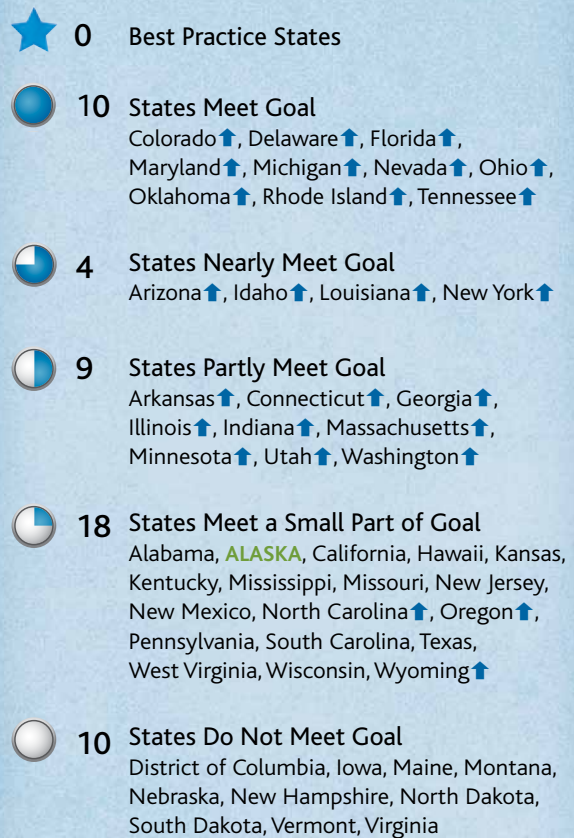 0 Best Practice States
10 States Meet Goal
Colorado⬆, Delaware⬆, Florida⬆,
Maryland⬆, Michigan⬆, Nevada⬆, Ohio⬆,
Oklahoma⬆, Rhode Island⬆, Tennessee⬆
4 States Nearly Meet Goal
Arizona⬆, Idaho⬆, Louisiana⬆, New York⬆
9 States Partly Meet Goal
Arkansas⬆, Connecticut⬆, Georgia⬆,
Illinois⬆, Indiana⬆, Massachusetts⬆,
Minnesota⬆, Utah⬆, Washington⬆
18 States Meet a Small Part of Goal
Alabama, ALASKA, California, Hawaii, Kansas,
Kentucky, Mississippi, Missouri, New Jersey,
New Mexico, North Carolina⬆, Oregon⬆,
Pennsylvania, South Carolina, Texas,
West Virginia, Wisconsin, Wyoming⬆
10 States Do Not Meet Goal
District of Columbia, Iowa, Maine, Montana,
Nebraska, New Hampshire, North Dakota,
South Dakota, Vermont, Virginia